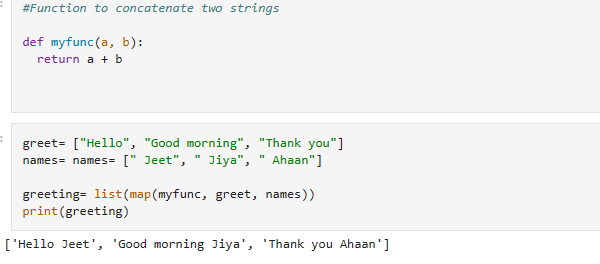 #Function to concatenate two strings
def myfunc(a, b):
  return a + b
greet= ["Hello", "Good morning", "Thank you"]
names= names= [" Jeet", " Jiya", " Ahaan"]
greeting= list(map(myfunc, greet, names))
print(greeting)
['Hello Jeet', 'Good morning Jiya', 'Thank you Ahaan']